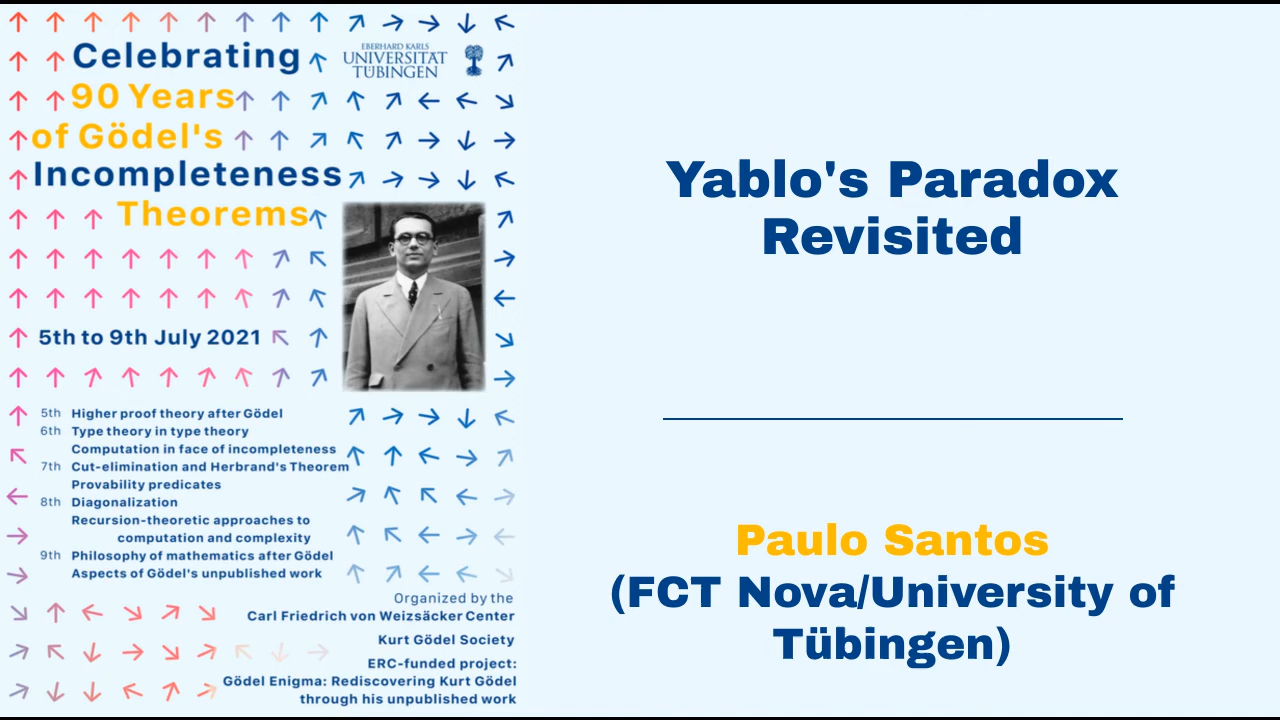 Celebrating
90 Years
of Gödel's
Incompleteness
Theorems
EBERHARD KARLS
UNIVERSITÄT
TÜBINGEN
5th to 9th July 2021
5th Higher proof theory after Gödel
6th Type theory in type theory
Computation in face of incompleteness
7th Cut-elimination and Herbrand's Theorem
Provability predicates
8th Diagonalization
Recursion-theoretic approaches to
computation and complexity
9th Philosophy of mathematics after Gödel
Aspects of Gödel's unpublished work
Organized by the
Carl Friedrich von Weizsäcker Center
Kurt Gödel Society
ERC-funded project:
Gödel Enigma: Rediscovering Kurt Gödel
through his unpublished work
Yablo's Paradox
Revisited
Paulo Santos
(FCT Nova/University of
Tübingen)